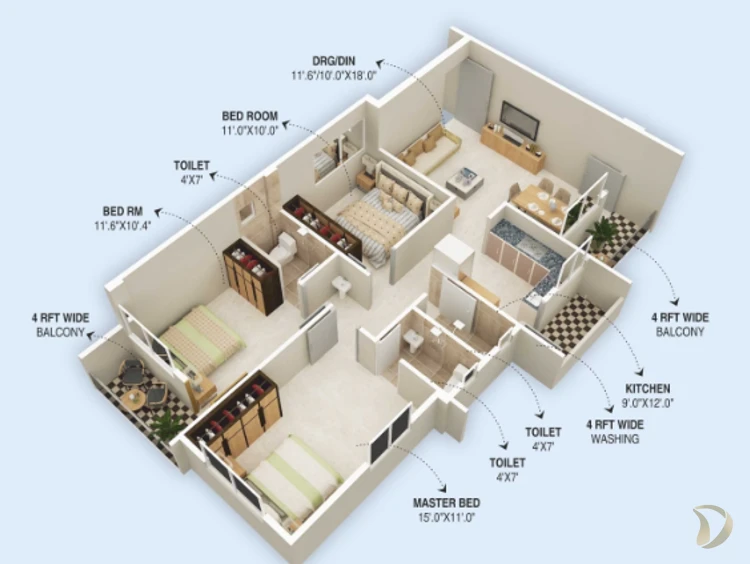 DRG/DIN
11'.6"/10'.0"X18'.0"
BED ROOM
11'.0"X10'.0"
TOILET
4'X7'
BED RM
11'.6"X10'.4"
4 RFT WIDE
BALCONY
4 RFT WIDE
BALCONY
KITCHEN
9'.0"X12'.0"
4 RFT WIDE
WASHING
TOILET
4'X7'
TOILET
4'X7'
MASTER BED
15'.0"X11'.0"